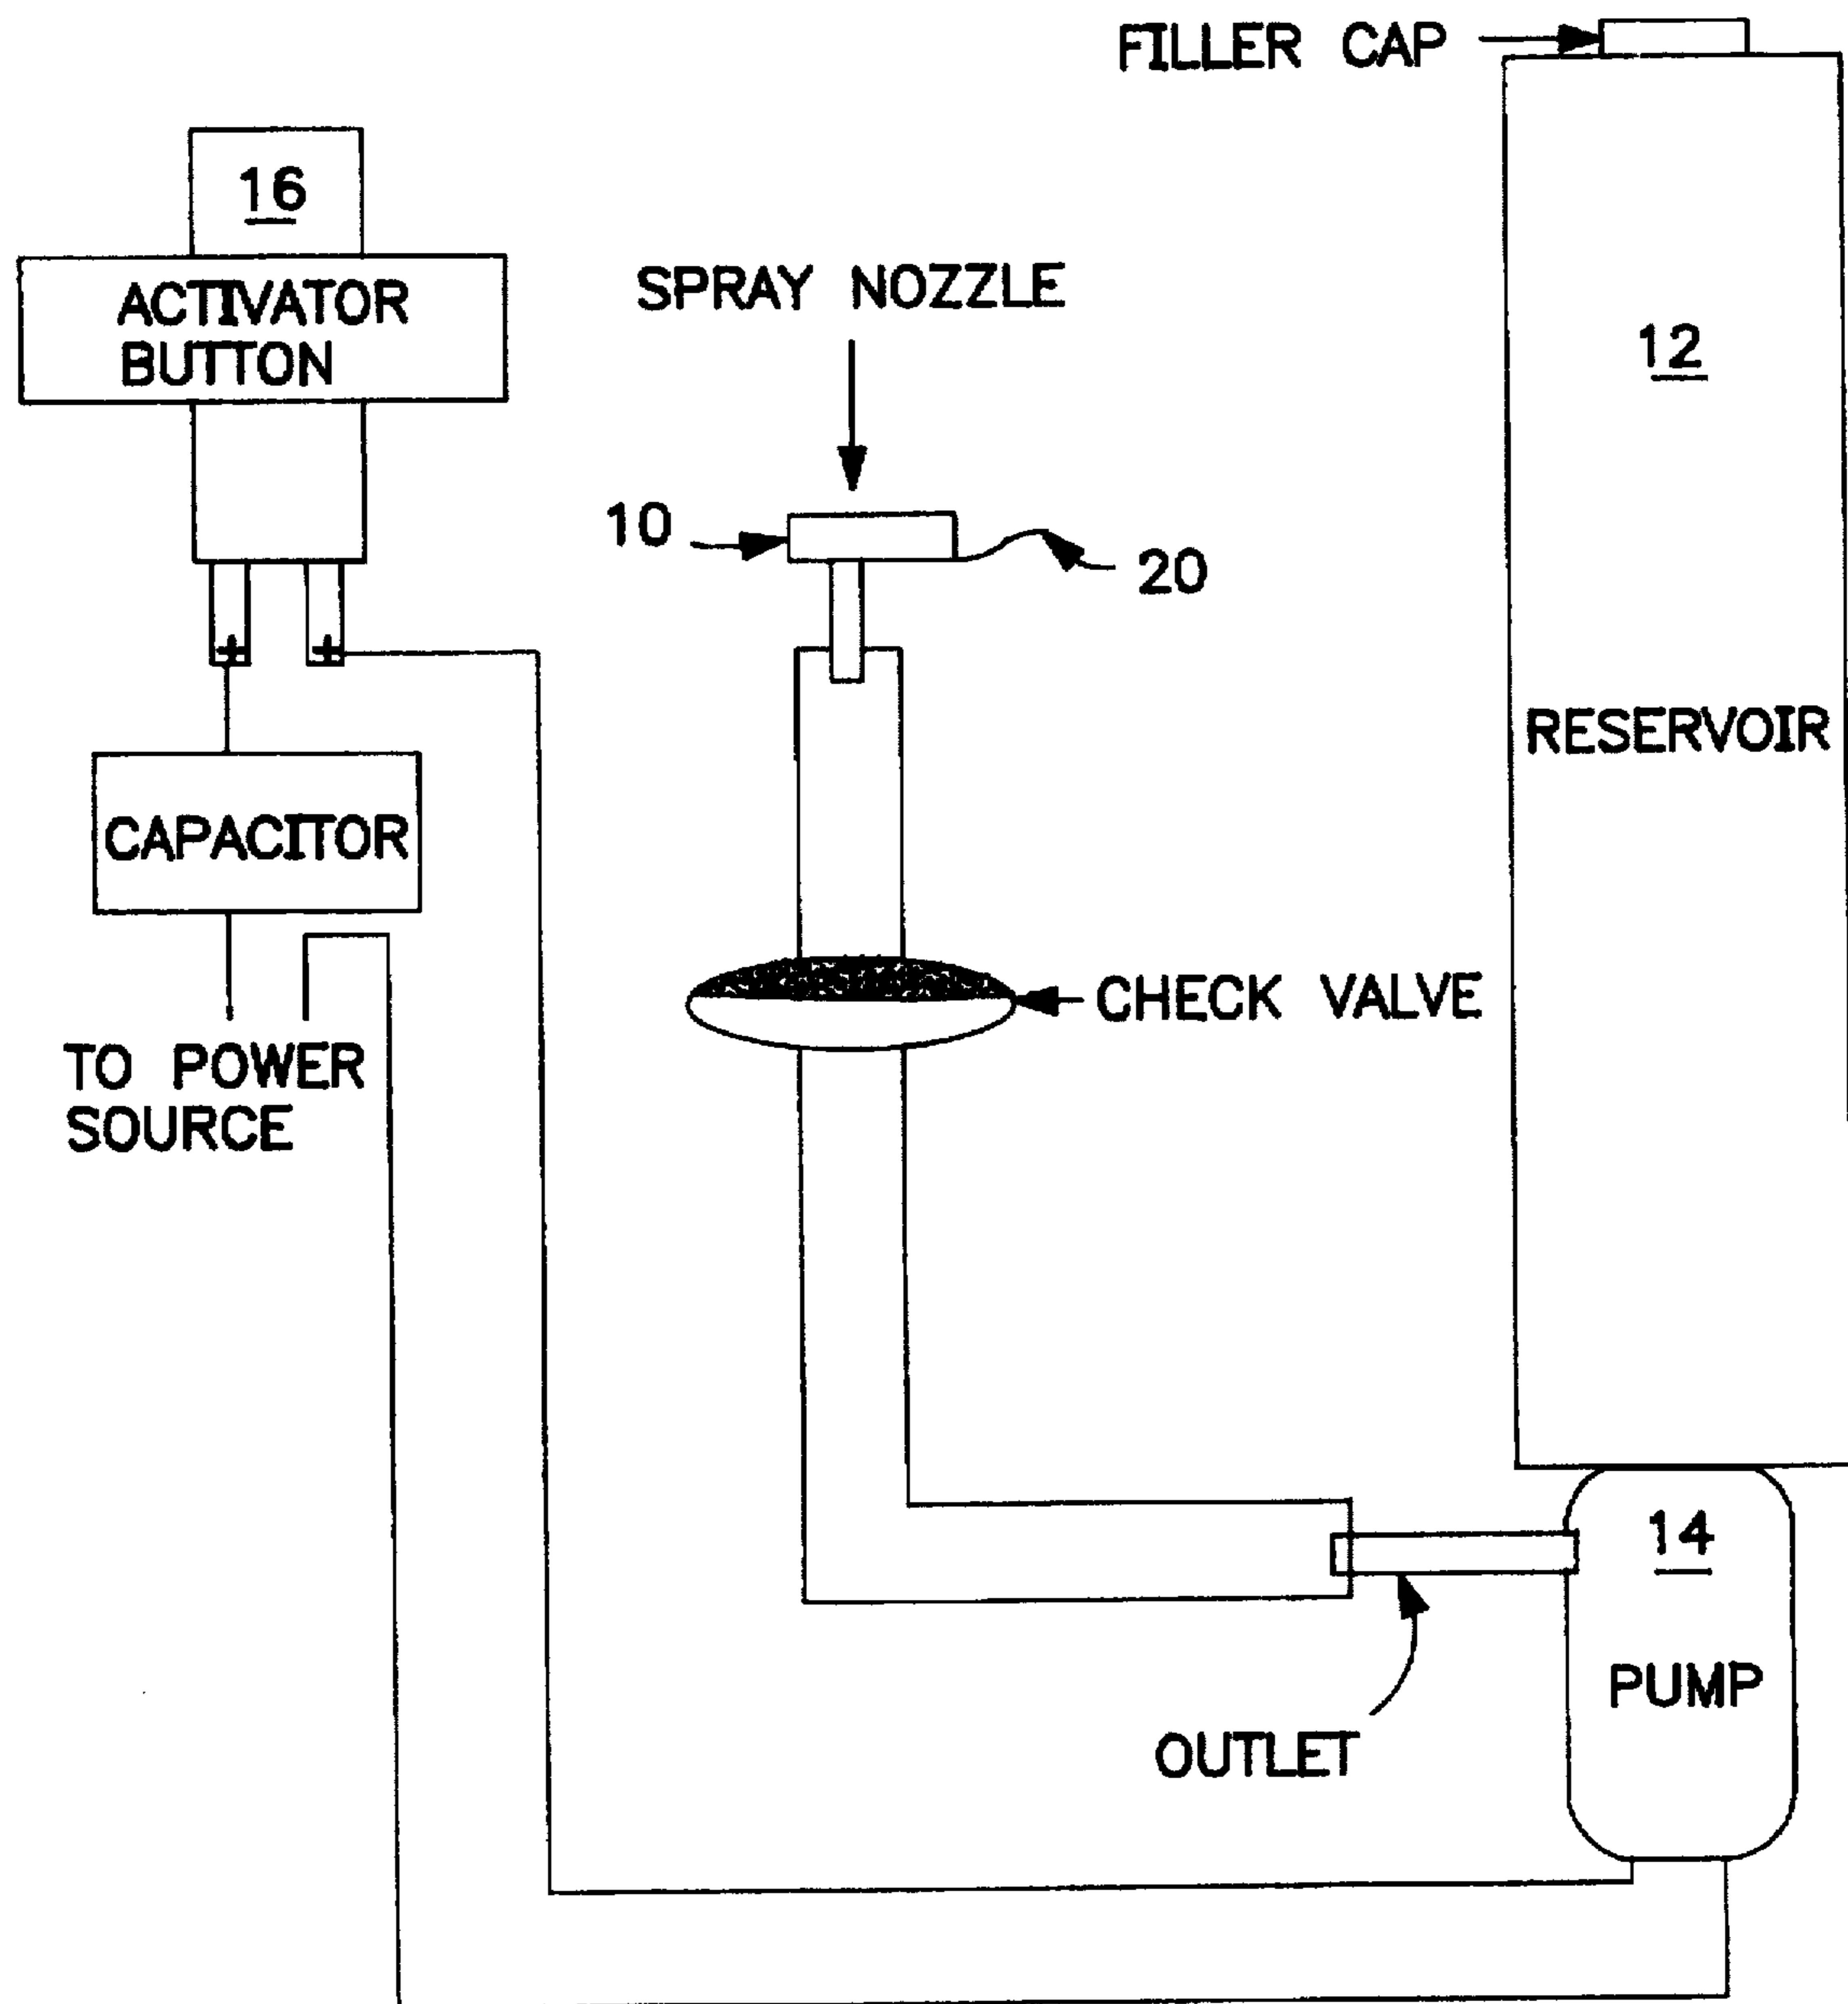 FILLER CAP
16
ACTIVATOR
BUTTON
SPRAY NOZZLE
12
10
20
RESERVOIR
CAPACITOR
CHECK VALVE
TO POWER
SOURCE
14
PUMP
OUTLET